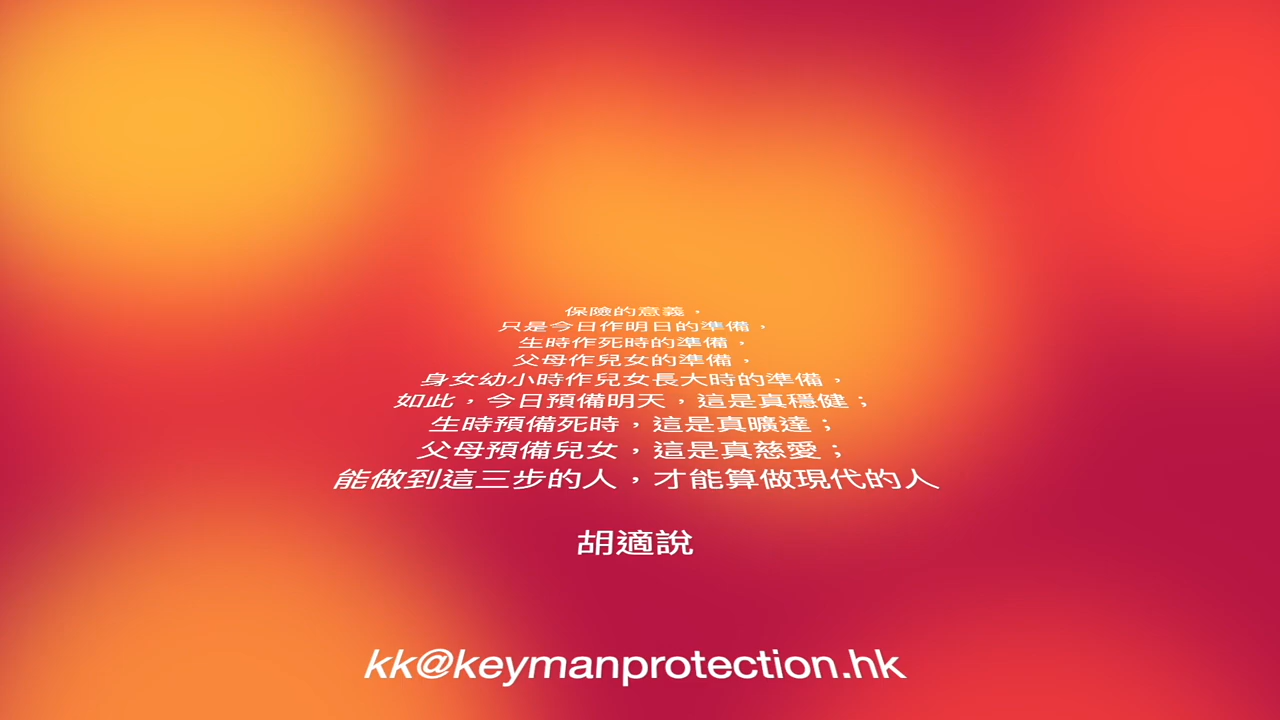 保險的意義，
只是今日作明日的準備，
生時作死時的準備，
父母作兒女的準備，
身女幼小時作兒女長大時的準備，
如此，今日預備明天，這是真穩健；
生時預備死時，這是真曠達；
父母預備兒女，這是真慈愛；
能做到這三步的人，才能算做現代的人
胡適說
kk@keymanprotection.hk